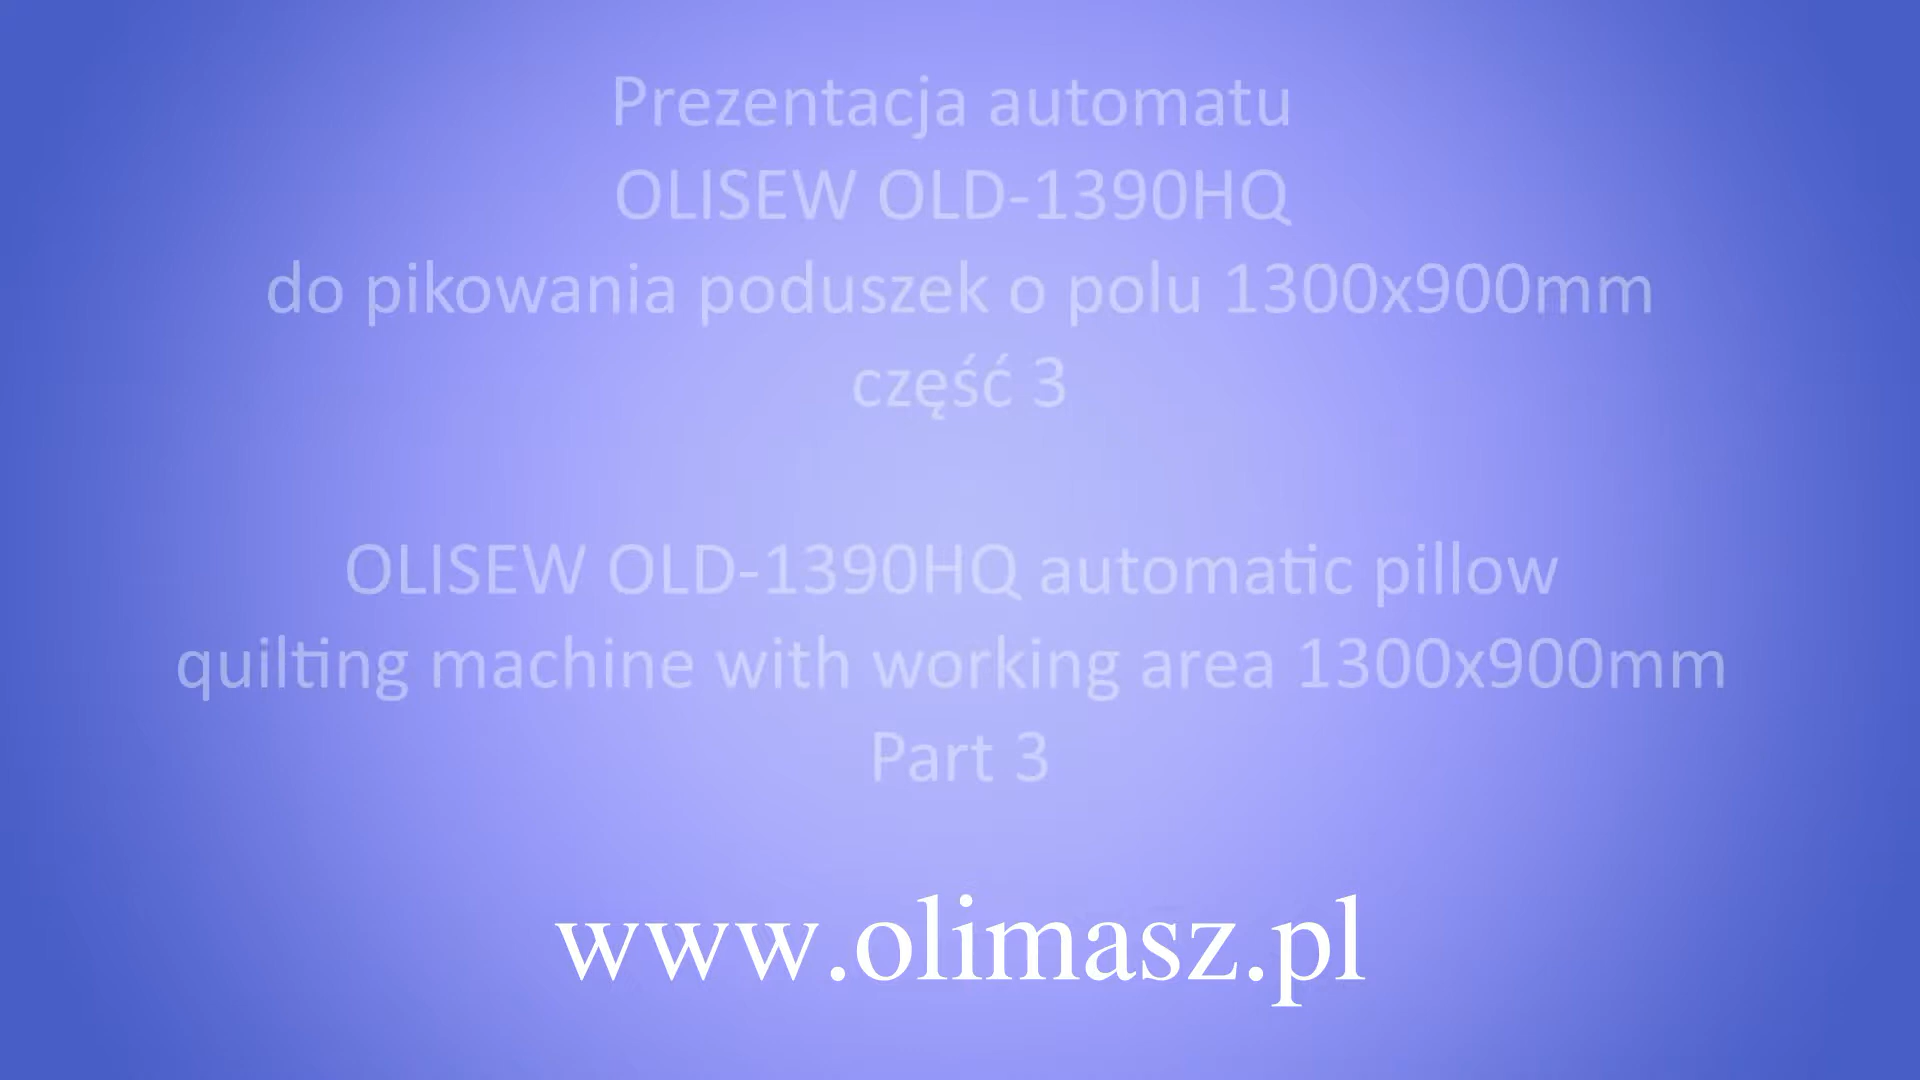 Prezentacja automatu
OLISEW OLD-1390HQ
do pikowania poduszek o polu 1300x900mm
część 3
OLISEW OLD-1390HQ automatic pillow
quilting machine with working area 1300x900mm
Part 3
www.olimasz.pl